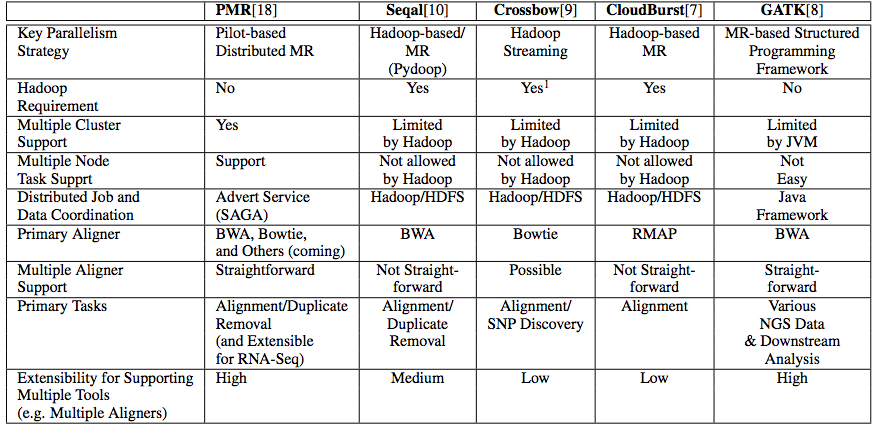 PMR[18] Seqal[10] Crossbow[9] CloudBurst[7] GATK[8]
Key Parallelism Pilot-based Hadoop-based/ Hadoop Hadoop-based MR-based Structured
Strategy Distributed MR MR Streaming MR Programming
(Pydoop) Framework
Hadoop No Yes Yes1 Yes No
Requirement
Multiple Cluster Yes Limited Limited Limited Limited
Support by Hadoop by Hadoop by Hadoop by JVM
Multiple Node Support Not allowed Not allowed Not allowed Not
Task Supprt by Hadoop by Hadoop by Hadoop Easy
Distributed Job and Advert Service Hadoop/HDFS Hadoop/HDFS Hadoop/HDFS Java
Data Coordination (SAGA) Framework
Primary Aligner BWA, Bowtie, BWA Bowtie RMAP BWA
and Others (coming)
Multiple Aligner Straightforward Not Straight- Possible Not Straight- Straight-
Support forward forward forward
Primary Tasks Alignment/Duplicate Alignment/ Alignment/ Alignment Various
Removal Duplicate SNP Discovery NGS Data
(and Extensible Removal & Downstream
for RNA-Seq) Analysis
Extensibility for Supporting High Medium Low Low High
Multiple Tools
(e.g. Multiple Aligners)